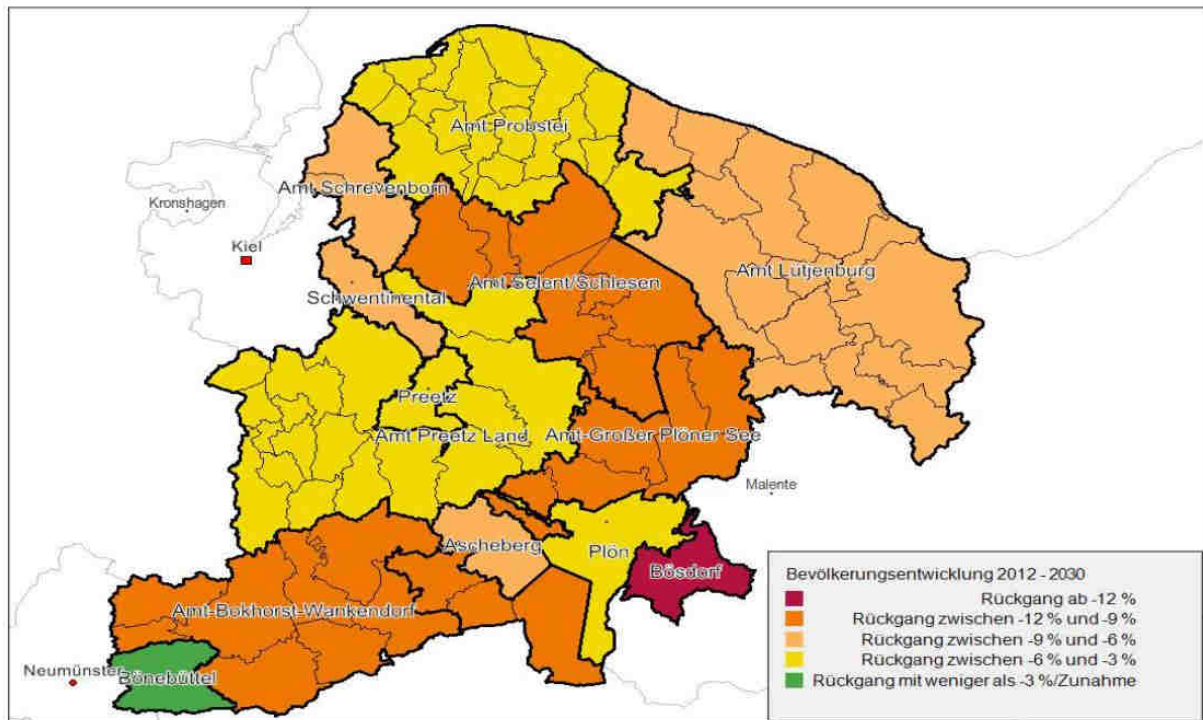 Amt Probstei
Amt Schrevenborn
Kronshagen
Kiel
Amt Lütjenburg
Amt Selent/Schlesen
Schwentinental
Preetz
Amt Preetz Land
Amt-Großer Plöner See
Malente
Ascheberg
Plön
Bösdorf
Amt-Bokhorst-Wankendorf
Neumünster
Bönebüttel
Bevölkerungsentwicklung 2012 - 2030
Rückgang ab -12 %
Rückgang zwischen -12 % und -9 %
Rückgang zwischen -9 % und -6 %
Rückgang zwischen -6 % und -3 %
Rückgang mit weniger als -3 %/Zunahme